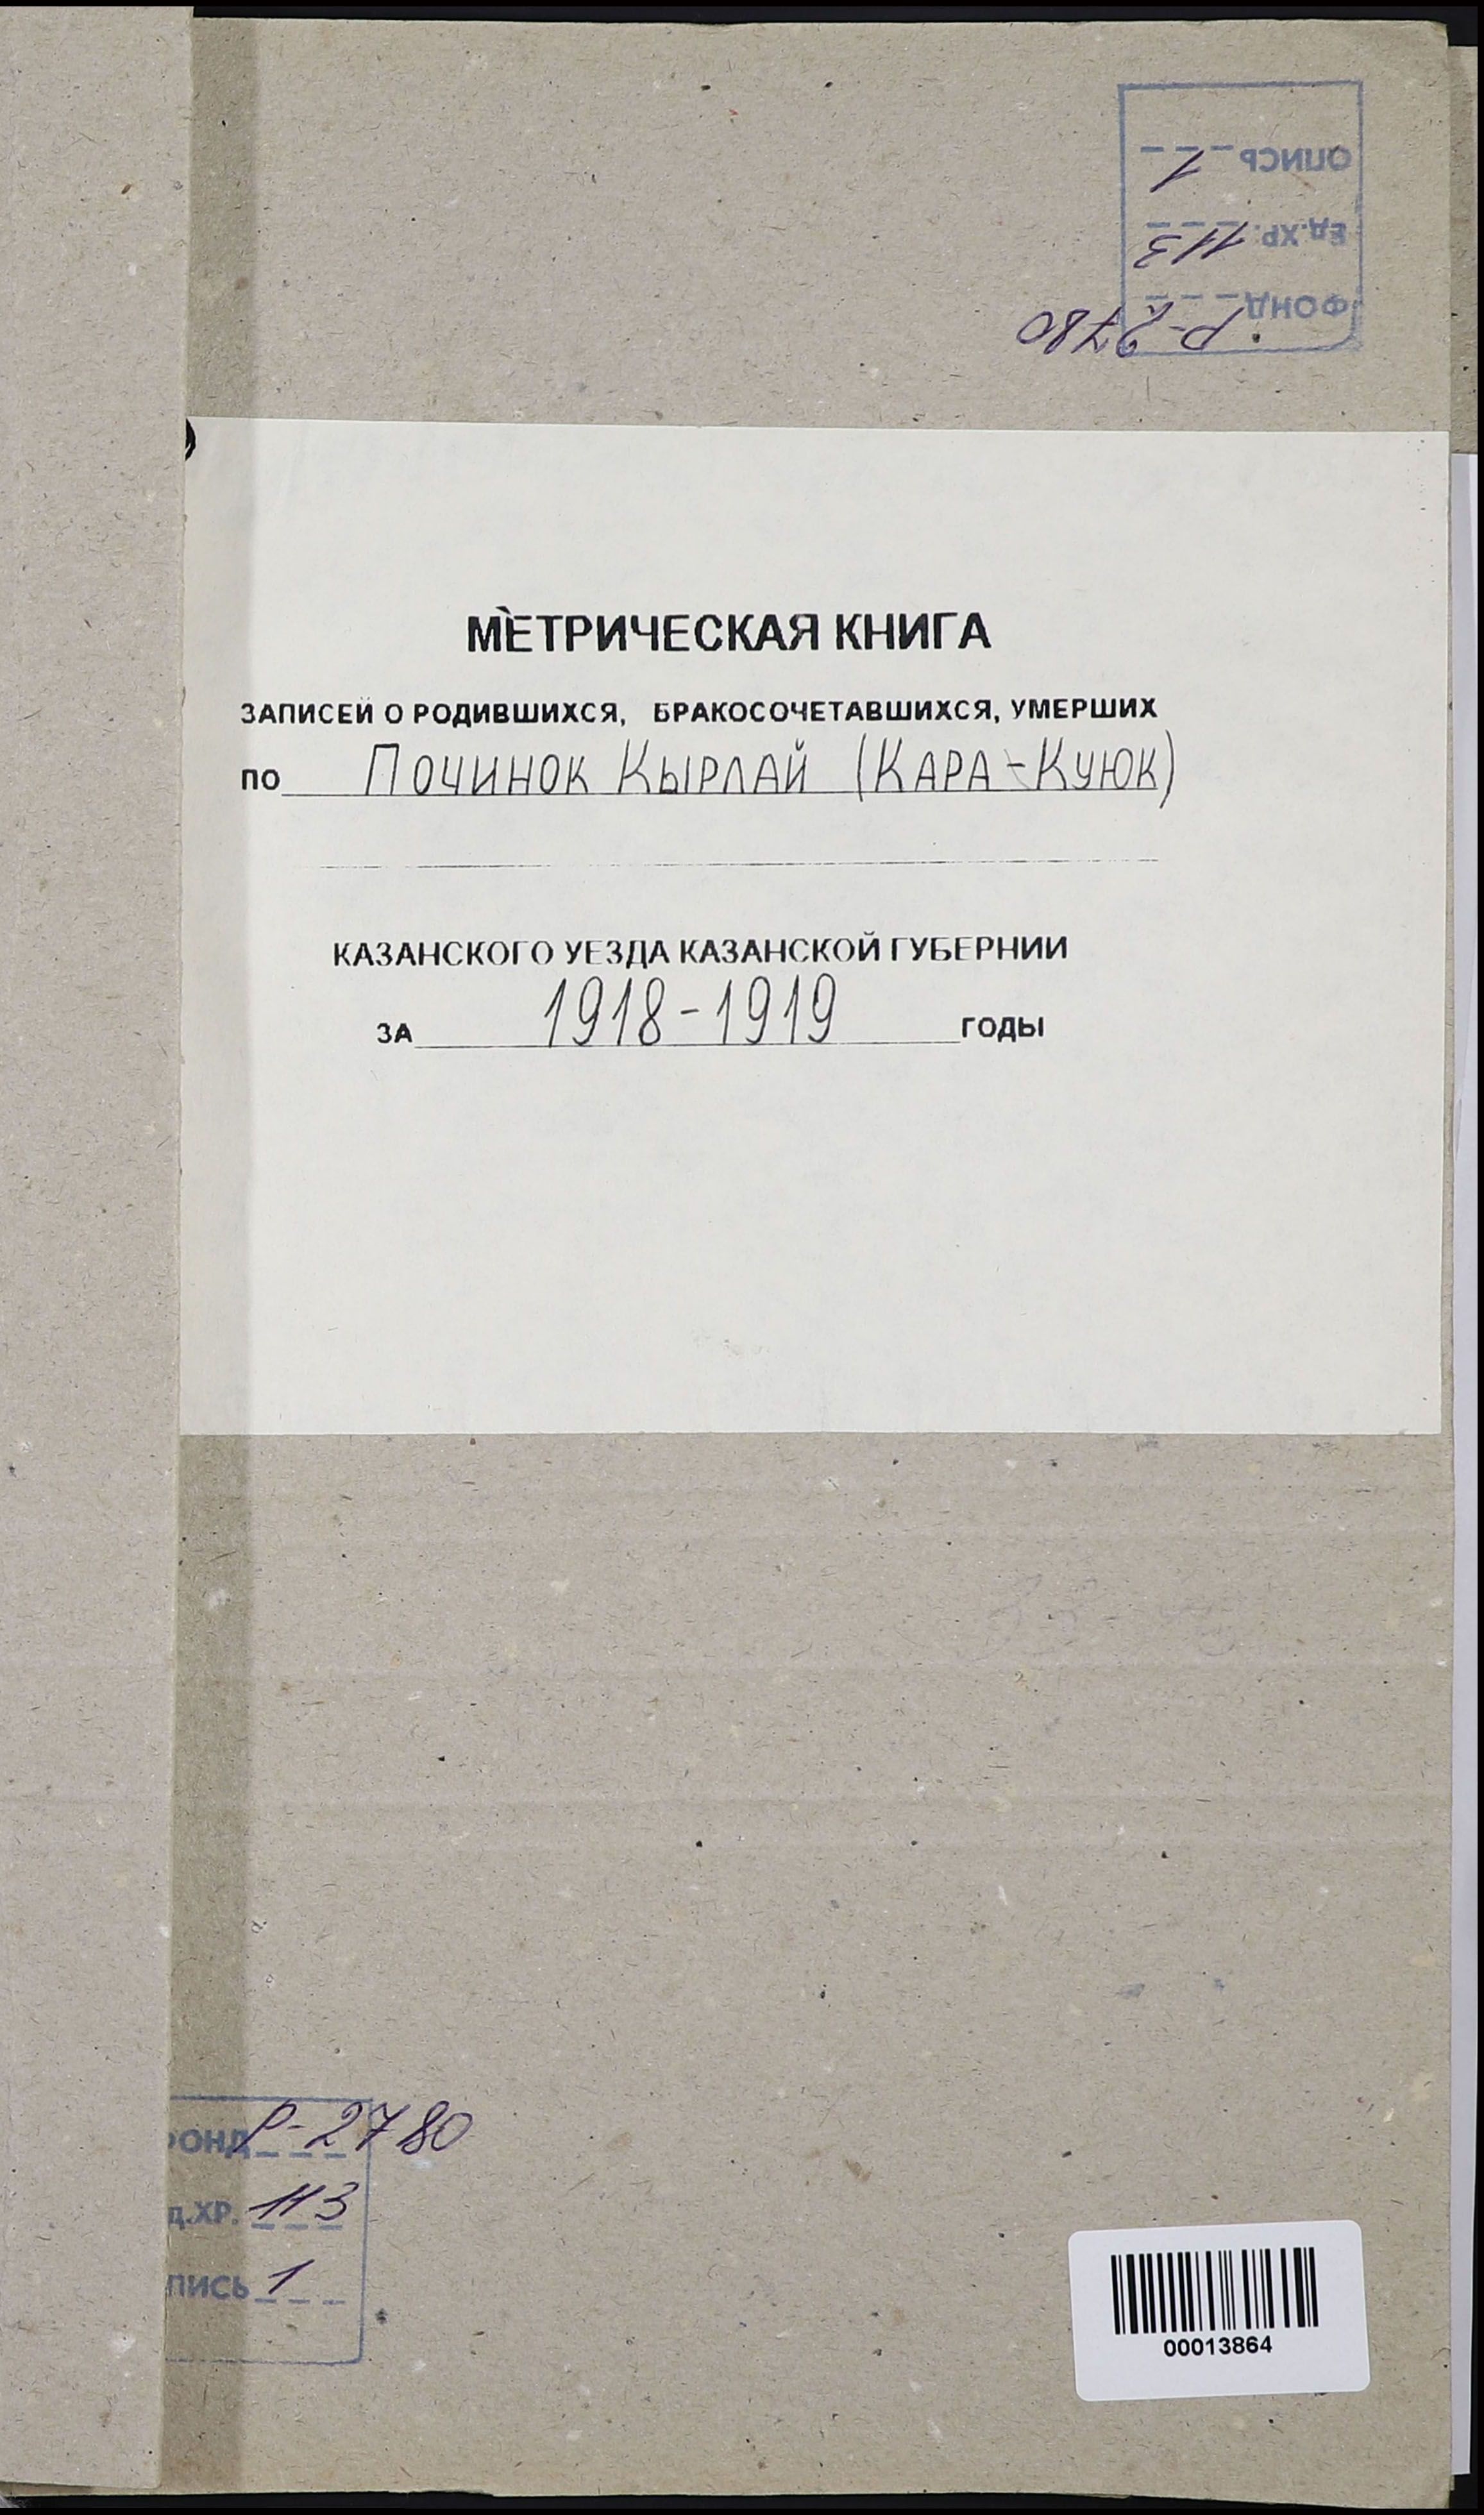 ОПИСЬ 1
ЕД.ХР. 113
ФОНД Р-2780
МЕТРИЧЕСКАЯ КНИГА
ЗАПИСЕЙ О РОДИВШИХСЯ, БРАКОСОЧЕТАВШИХСЯ, УМЕРШИХ
ПО ПОЧИНОК КЫРЛАЙ (КАРА-КУЮК)
КАЗАНСКОГО УЕЗДА КАЗАНСКОЙ ГУБЕРНИИ
ЗА 1918-1919 ГОДЫ
ОНД Р-2780
Д.ХР. 113
ПИСЬ 1
00013864